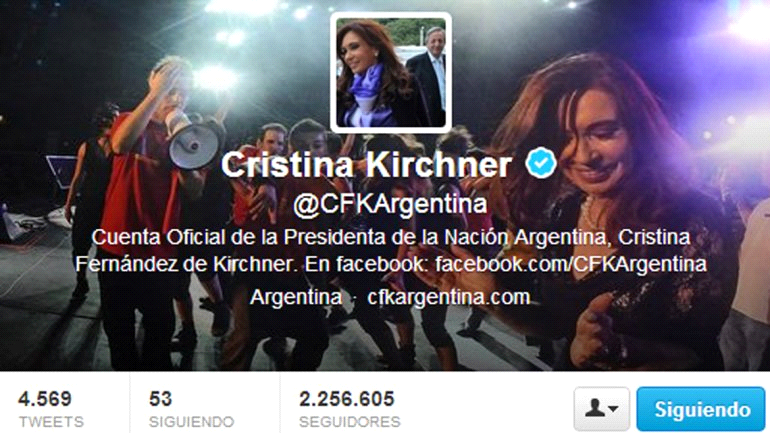 Cristina Kirchner
@CFKArgentina
Cuenta Oficial de la Presidenta de la Nación Argentina, Cristina
Fernández de Kirchner. En facebook: facebook.com/CFKArgentina
Argentina · cfkargentina.com
4.569
TWEETS
53
SIGUIENDO
2.256.605
SEGUIDORES
Siguiendo